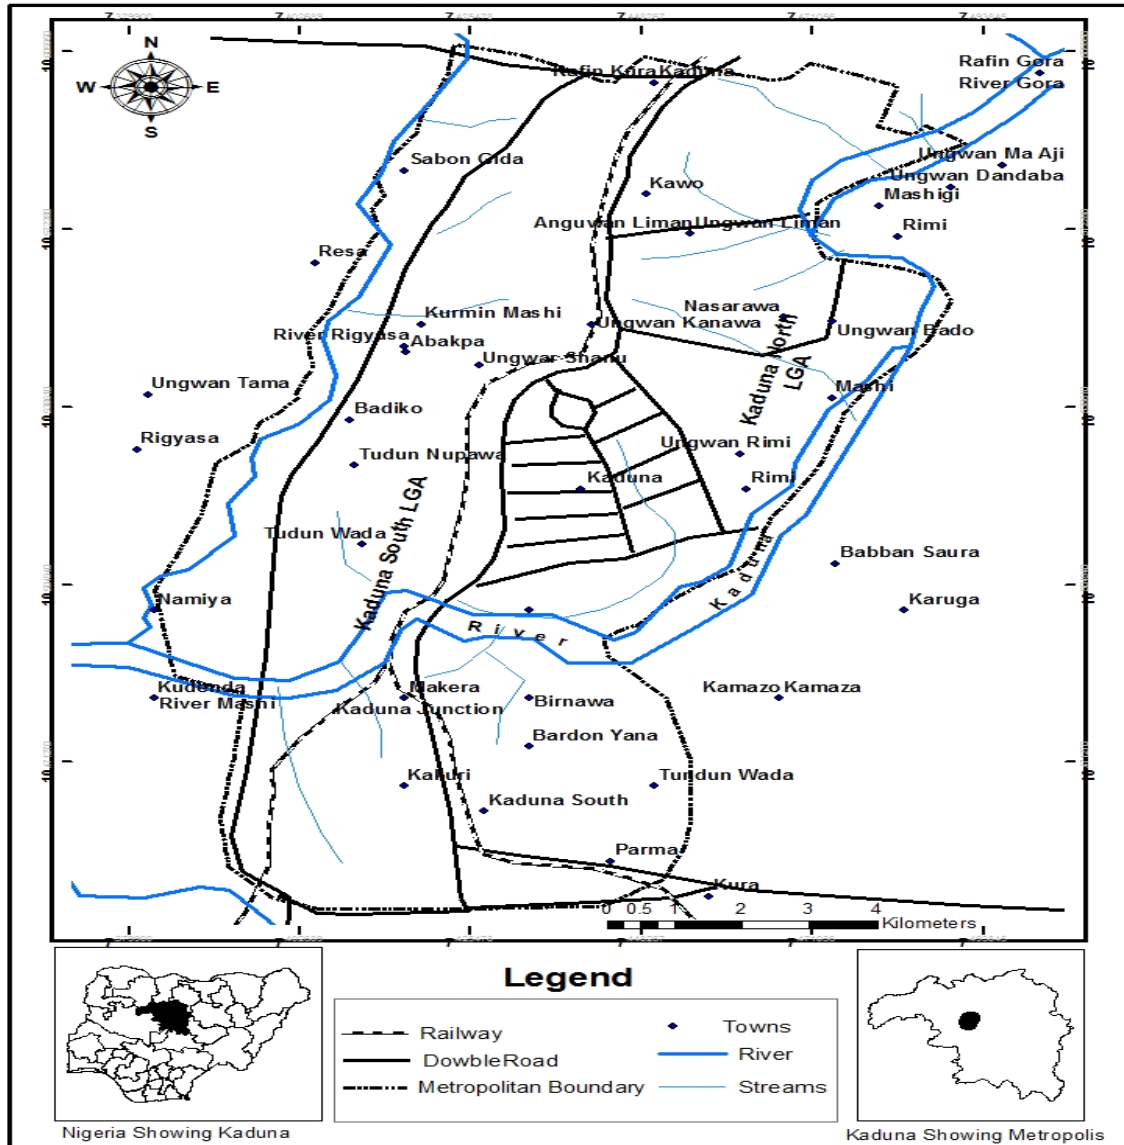 N
W E
S
Rafin Kura Kaduna
Rafin Gora
River Gora
Sabon Gida
Ungwan Ma Aji
Ungwan Dandaba
Kawo
Mashigi
Anguwan Liman Ungwan Liman
Rimi
Resa
Kurmin Mashi
Nasarawa
Ungwan Kanawa
Ungwan Bado
River Rigyasa
Abakpa
Ungwar Shanu
Kaduna North
LGA
Ungwan Tama
Mashi
Badiko
Rigyasa
Tudun Nupawa
Ungwan Rimi
Kaduna
Rimi
Kaduna South LGA
Tudun Wada
Babban Saura
Namiya
Karuga
River Kaduna
Kudenda
River Mashi
Makera
Kaduna Junction
Birnawa
Kamazo Kamaza
Bardon Yana
Kakuri
Tundun Wada
Kaduna South
Parma
Kura
0 0.5 1 2 3 4
Kilometers
Legend
Railway
Dowble Road
Metropolitan Boundary
Towns
River
Streams
Nigeria Showing Kaduna
Kaduna Showing Metropolis